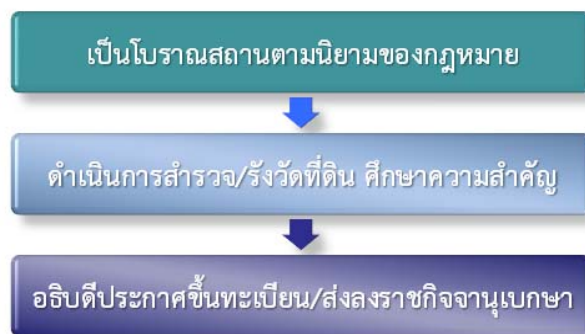 เป็นโบราณสถานตามนิยามของกฎหมาย
ดำเนินการสำรวจ/รังวัดที่ดิน ศึกษาความสำคัญ
อธิบดีประกาศขึ้นทะเบียน/ส่งลงราชกิจจานุเบกษา